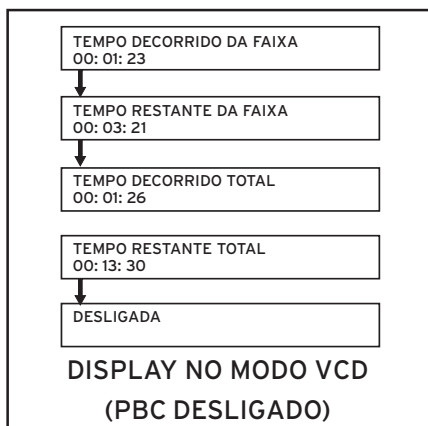 TEMPO DECORRIDO DA FAIXA
00: 01: 23
TEMPO RESTANTE DA FAIXA
00: 03: 21
TEMPO DECORRIDO TOTAL
00: 01: 26
TEMPO RESTANTE TOTAL
00: 13: 30
DESLIGADA
DISPLAY NO MODO VCD
(PBC DESLIGADO)